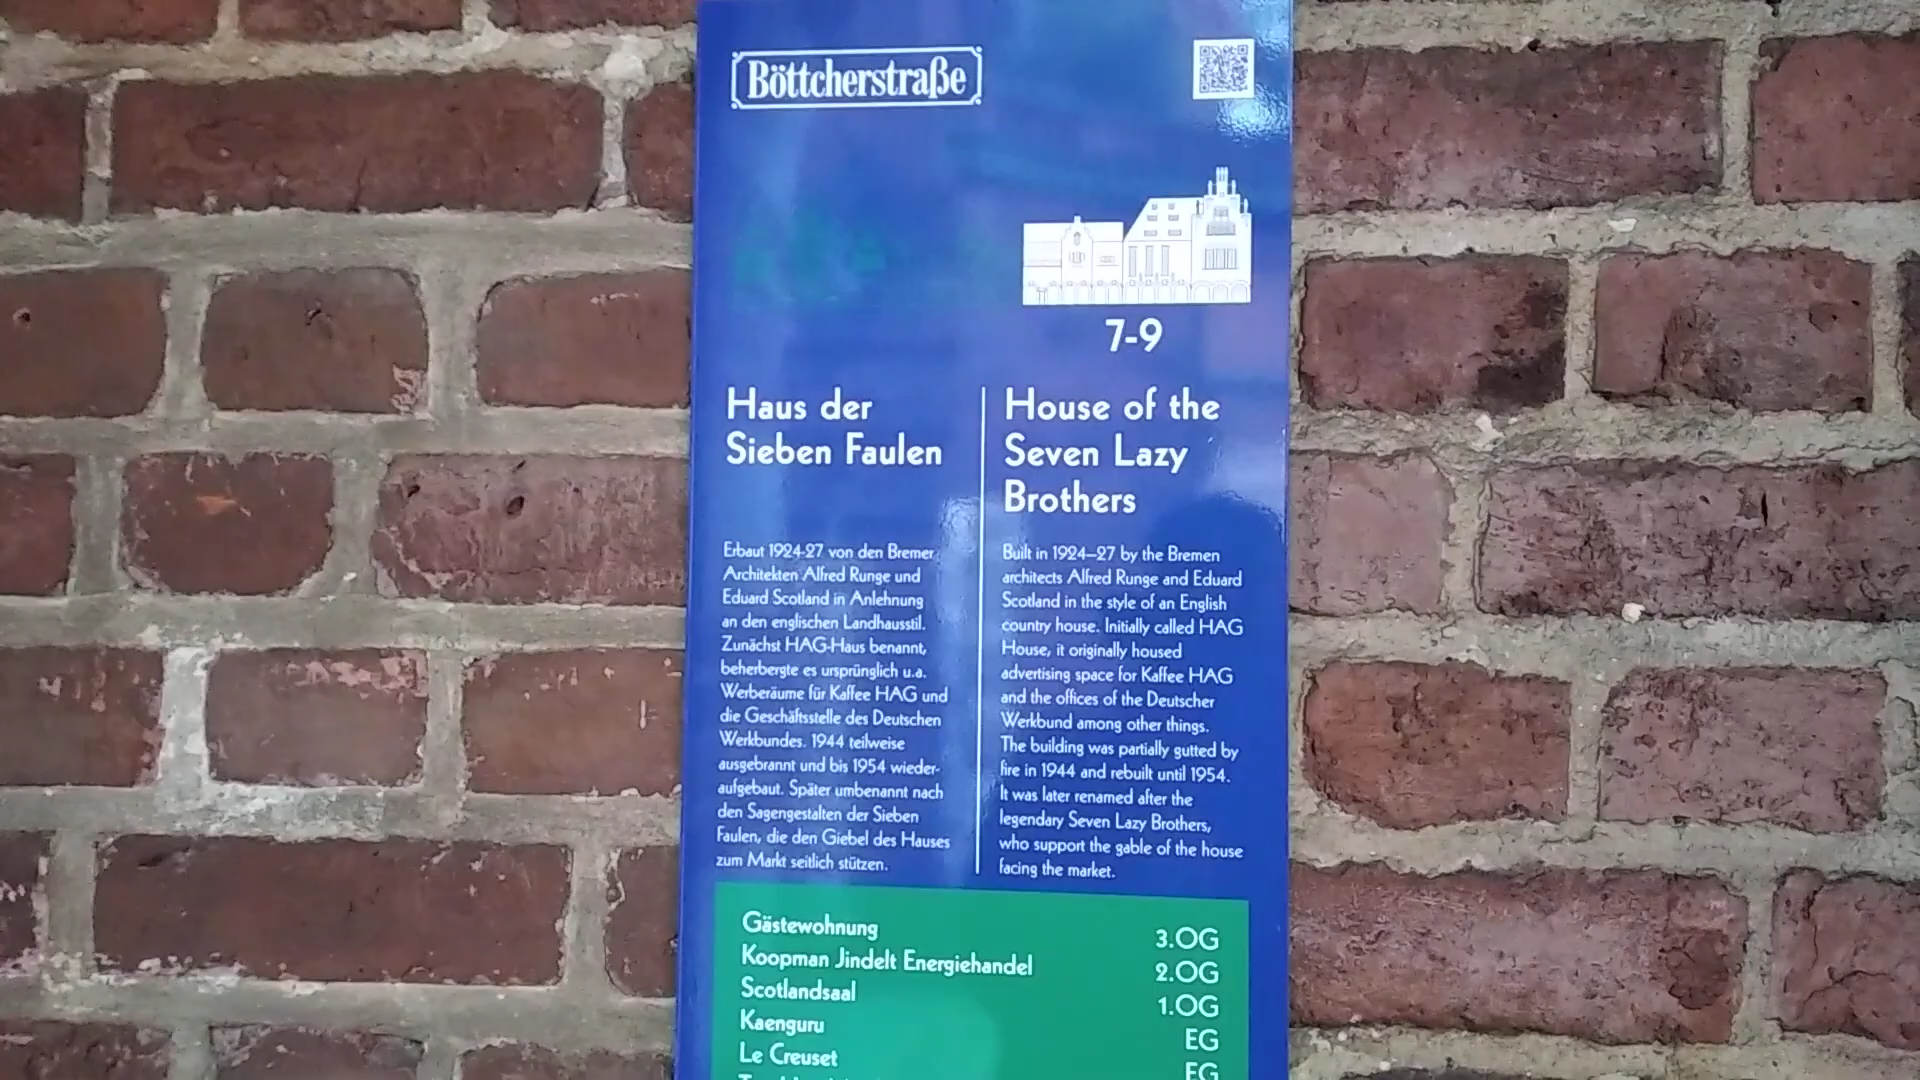 Böttcherstraße
7-9
Haus der
Sieben Faulen
Erbaut 1924-27 von den Bremer
Architekten Alfred Runge und
Eduard Scotland in Anlehnung
an den englischen Landhausstil.
Zunächst HAG-Haus benannt,
beherbergte es ursprünglich u.a.
Werberäume für Kaffee HAG und
die Geschäftsstelle des Deutschen
Werkbundes. 1944 teilweise
ausgebrannt und bis 1954 wieder-
aufgebaut. Später umbenannt nach
den Sagengestalten der Sieben
Faulen, die den Giebel des Hauses
zum Markt seitlich stützen.
House of the
Seven Lazy
Brothers
Built in 1924–27 by the Bremen
architects Alfred Runge and Eduard
Scotland in the style of an English
country house. Initially called HAG
House, it originally housed
advertising space for Kaffee HAG
and the offices of the Deutscher
Werkbund among other things.
The building was partially gutted by
fire in 1944 and rebuilt until 1954.
It was later renamed after the
legendary Seven Lazy Brothers,
who support the gable of the house
facing the market.
Gästewohnung 3.OG
Koopman Jindelt Energiehandel 2.OG
Scotlandsaal 1.OG
Kaenguru EG
Le Creuset EG